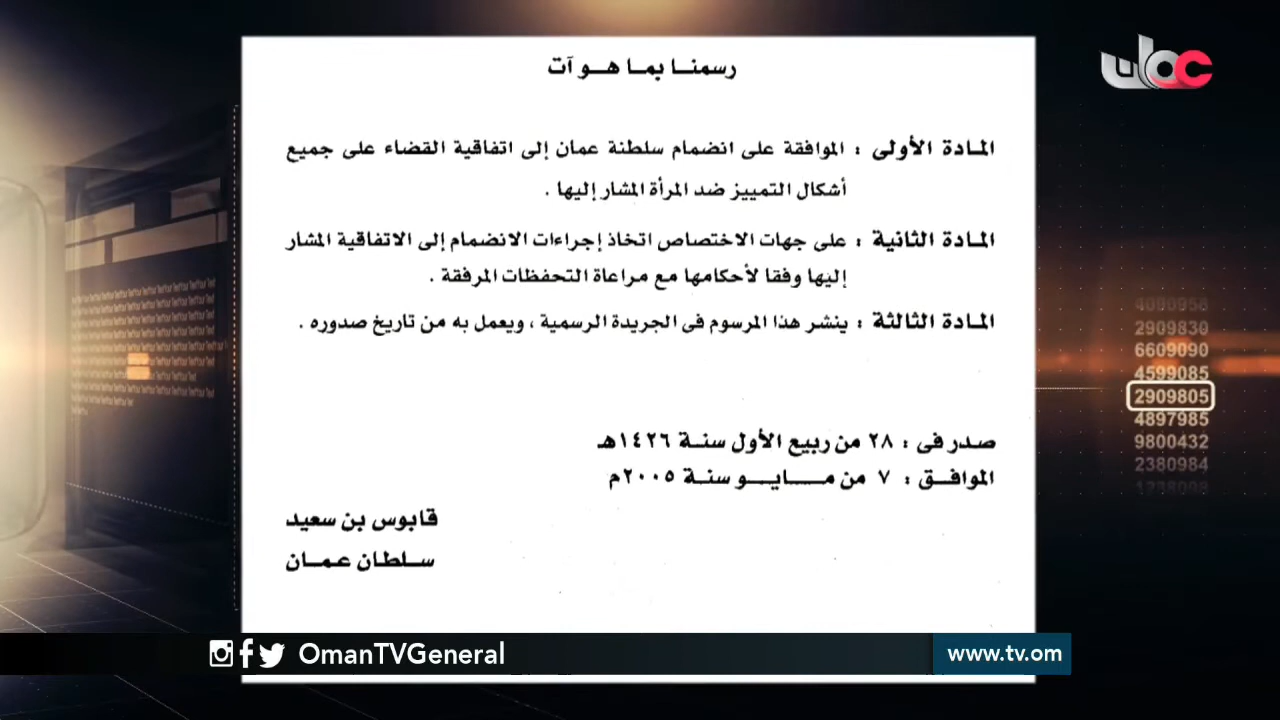 رسمنا بما هو آت
المادة الأولى : الموافقة على انضمام سلطنة عمان إلى اتفاقية القضاء على جميع
أشكال التمييز ضد المرأة المشار إليها .
المادة الثانية : على جهات الاختصاص اتخاذ إجراءات الانضمام إلى الاتفاقية المشار
إليها وفقا لأحكامها مع مراعاة التحفظات المرفقة .
المادة الثالثة : ينشر هذا المرسوم فى الجريدة الرسمية ، ويعمل به من تاريخ صدوره .
صدر فى : ٢٨ من ربيع الأول سنة ١٤٢٦هـ
الموافق : ٧ من مايو سنة ٢٠٠٥م
قابوس بن سعيد
سلطان عمان
عمان
4090958
2909830
6609090
4599085
2909805
4897985
9800432
2380984
OmanTVGeneral
www.tv.om